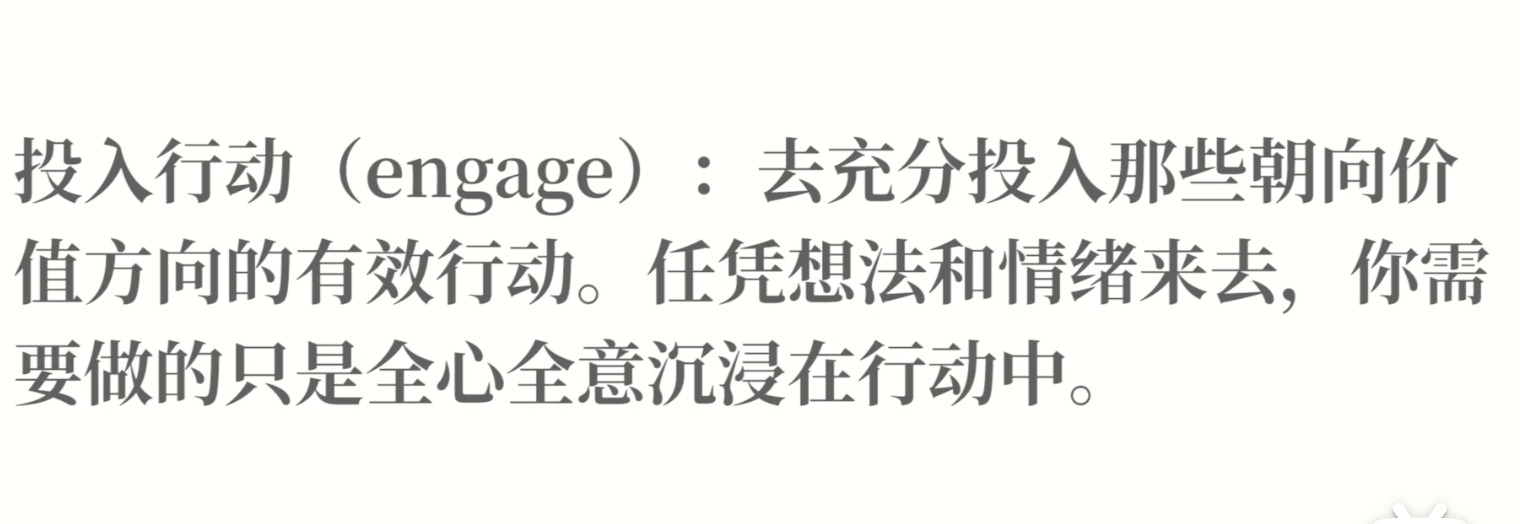 投入行动（engage）：去充分投入那些朝向价
值方向的有效行动。任凭想法和情绪来去，你需
要做的只是全心全意沉浸在行动中。